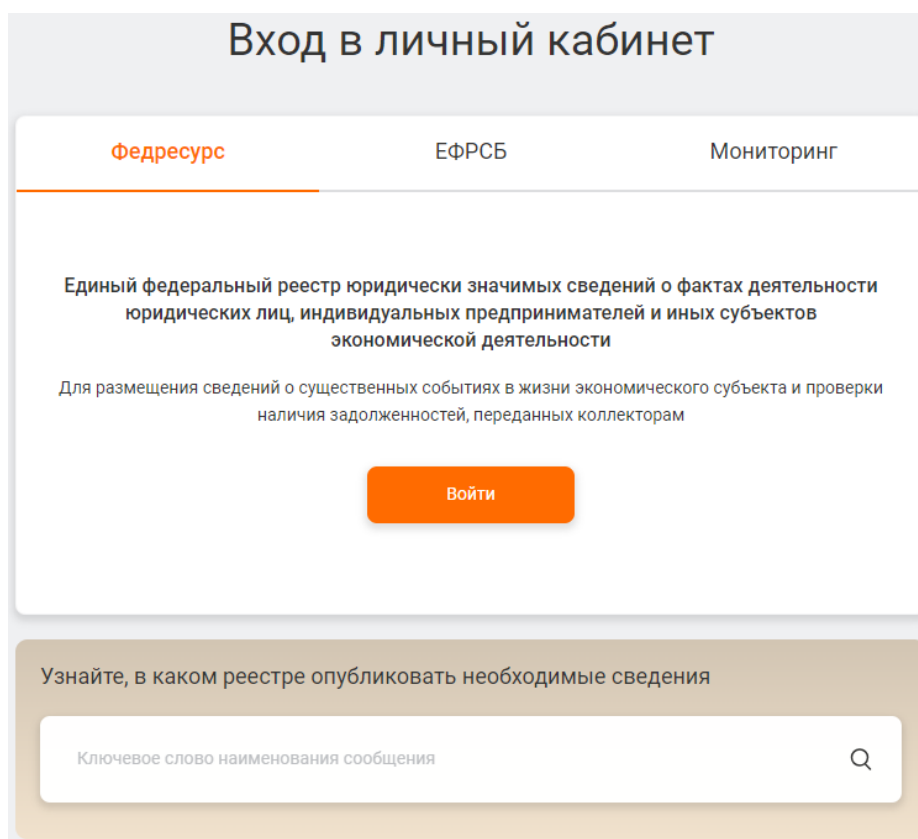 Вход в личный кабинет
Федресурс ЕФРСБ Мониторинг
Единый федеральный реестр юридически значимых сведений о фактах деятельности
юридических лиц, индивидуальных предпринимателей и иных субъектов
экономической деятельности
Для размещения сведений о существенных событиях в жизни экономического субъекта и проверки
наличия задолженностей, переданных коллекторам
Войти
Узнайте, в каком реестре опубликовать необходимые сведения
Ключевое слово наименования сообщения